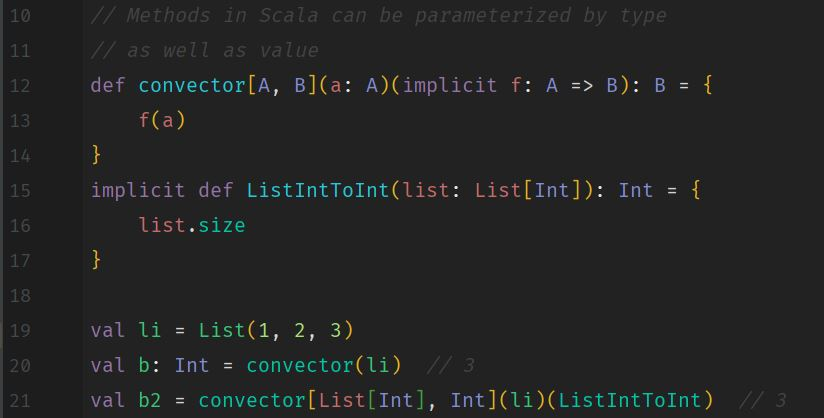 10 // Methods in Scala can be parameterized by type
11 // as well as value
12 def convector[A, B](a: A)(implicit f: A => B): B = {
13     f(a)
14 }
15 implicit def ListIntToInt(list: List[Int]): Int = {
16     list.size
17 }
18
19 val li = List(1, 2, 3)
20 val b: Int = convector(li)  // 3
21 val b2 = convector[List[Int], Int](li)(ListIntToInt)  // 3